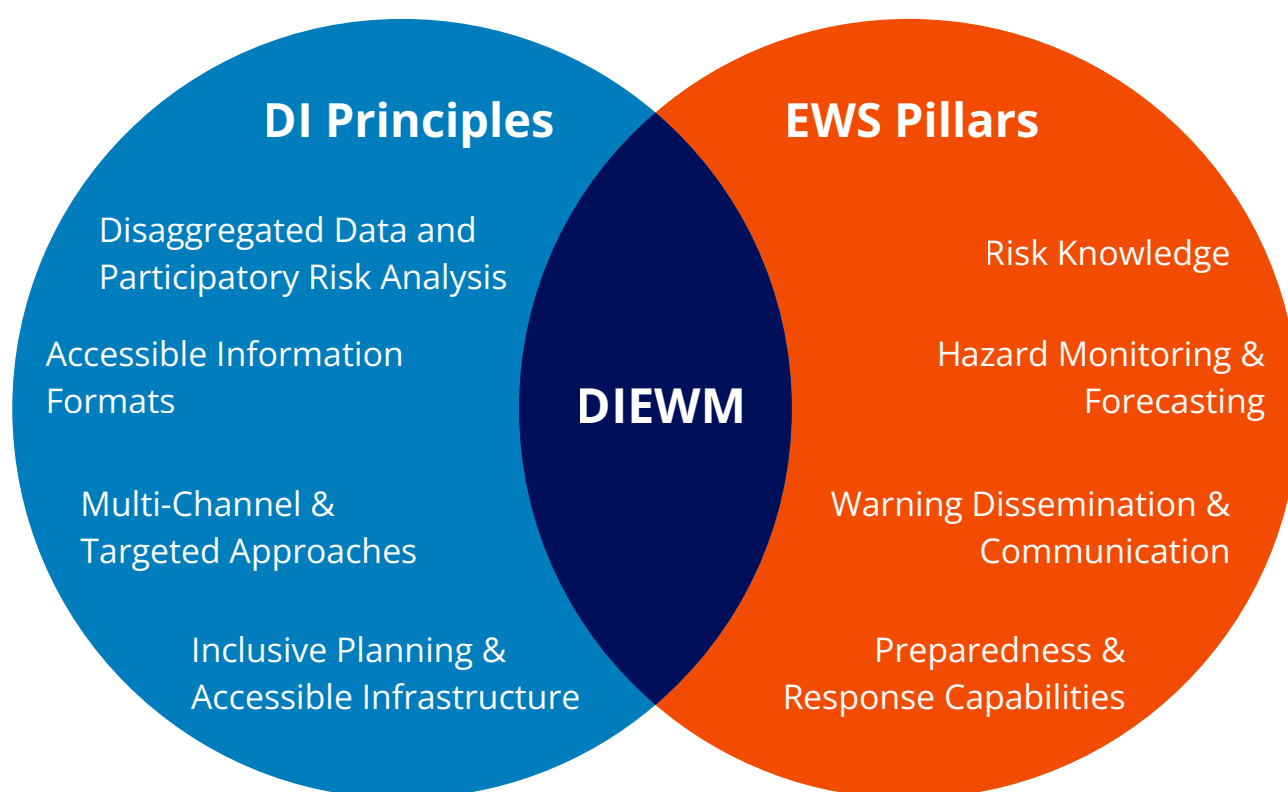 DI Principles
Disaggregated Data and
Participatory Risk Analysis
Accessible Information
Formats
Multi-Channel &
Targeted Approaches
Inclusive Planning &
Accessible Infrastructure
DIEWM
EWS Pillars
Risk Knowledge
Hazard Monitoring &
Forecasting
Warning Dissemination &
Communication
Preparedness &
Response Capabilities